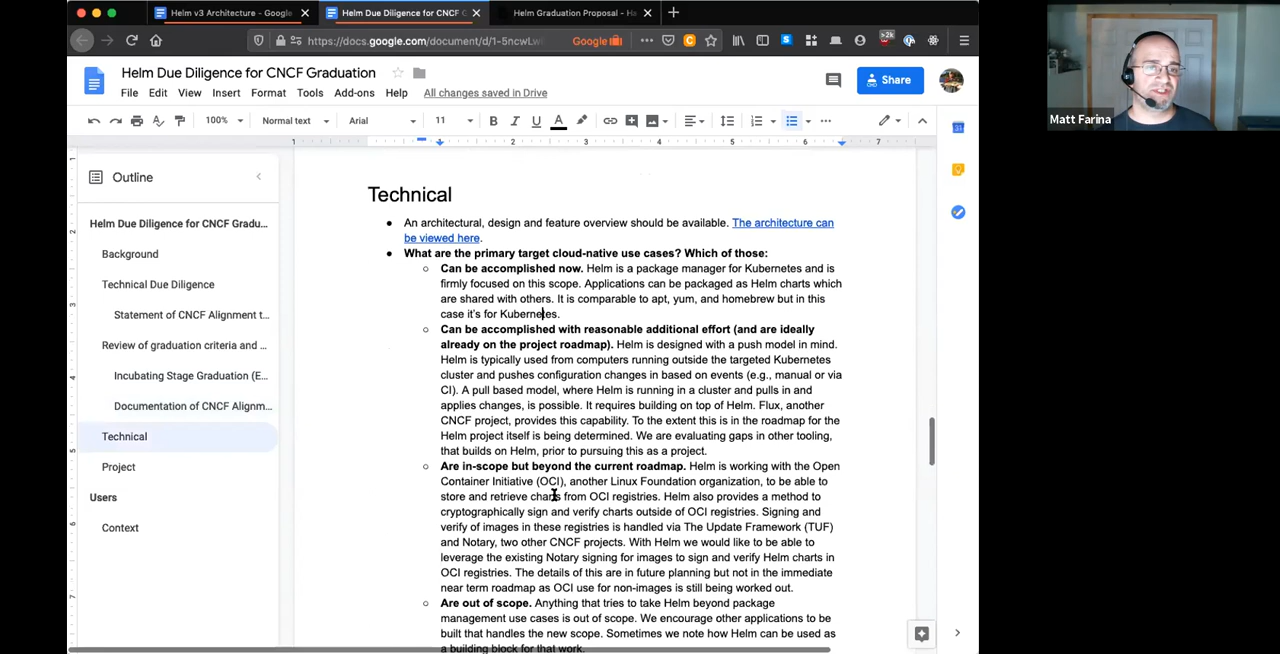 Helm v3 Architecture - Google
Helm Due Diligence for CNCF G
Helm Graduation Proposal - Ha
https://docs.google.com/document/d/1-5ncwLw
Google
>2k
Helm Due Diligence for CNCF Graduation
File Edit View Insert Format Tools Add-ons Help All changes saved in Drive
Share
Matt Farina
100% Normal text Arial 11 B I U A
1 1 2 3 4 5 6 7
Outline
Helm Due Diligence for CNCF Gradu...
Background
Technical Due Diligence
Statement of CNCF Alignment t...
Review of graduation criteria and ...
Incubating Stage Graduation (E...
Documentation of CNCF Alignm...
Technical
Project
Users
Context
Technical
● An architectural, design and feature overview should be available. The architecture can
be viewed here.
● What are the primary target cloud-native use cases? Which of those:
○ Can be accomplished now. Helm is a package manager for Kubernetes and is
firmly focused on this scope. Applications can be packaged as Helm charts which
are shared with others. It is comparable to apt, yum, and homebrew but in this
case it's for Kubernetes.
○ Can be accomplished with reasonable additional effort (and are ideally
already on the project roadmap). Helm is designed with a push model in mind.
Helm is typically used from computers running outside the targeted Kubernetes
cluster and pushes configuration changes in based on events (e.g., manual or via
CI). A pull based model, where Helm is running in a cluster and pulls in and
applies changes, is possible. It requires building on top of Helm. Flux, another
CNCF project, provides this capability. To the extent this is in the roadmap for the
Helm project itself is being determined. We are evaluating gaps in other tooling,
that builds on Helm, prior to pursuing this as a project.
○ Are in-scope but beyond the current roadmap. Helm is working with the Open
Container Initiative (OCI), another Linux Foundation organization, to be able to
store and retrieve charts from OCI registries. Helm also provides a method to
cryptographically sign and verify charts outside of OCI registries. Signing and
verify of images in these registries is handled via The Update Framework (TUF)
and Notary, two other CNCF projects. With Helm we would like to be able to
leverage the existing Notary signing for images to sign and verify Helm charts in
OCI registries. The details of this are in future planning but not in the immediate
near term roadmap as OCI use for non-images is still being worked out.
○ Are out of scope. Anything that tries to take Helm beyond package
management use cases is out of scope. We encourage other applications to be
built that handles the new scope. Sometimes we note how Helm can be used as
a building block for that work.